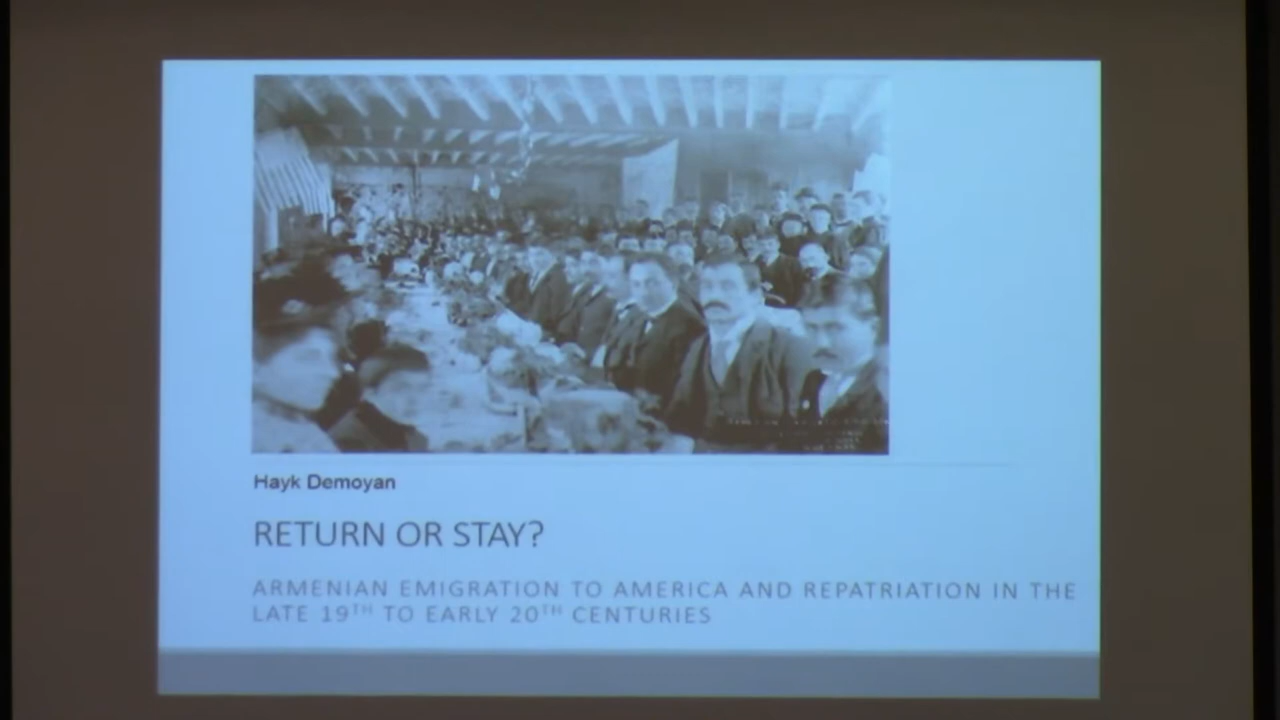 Hayk Demoyan
RETURN OR STAY?
ARMENIAN EMIGRATION TO AMERICA AND REPATRIATION IN THE
LATE 19TH TO EARLY 20TH CENTURIES